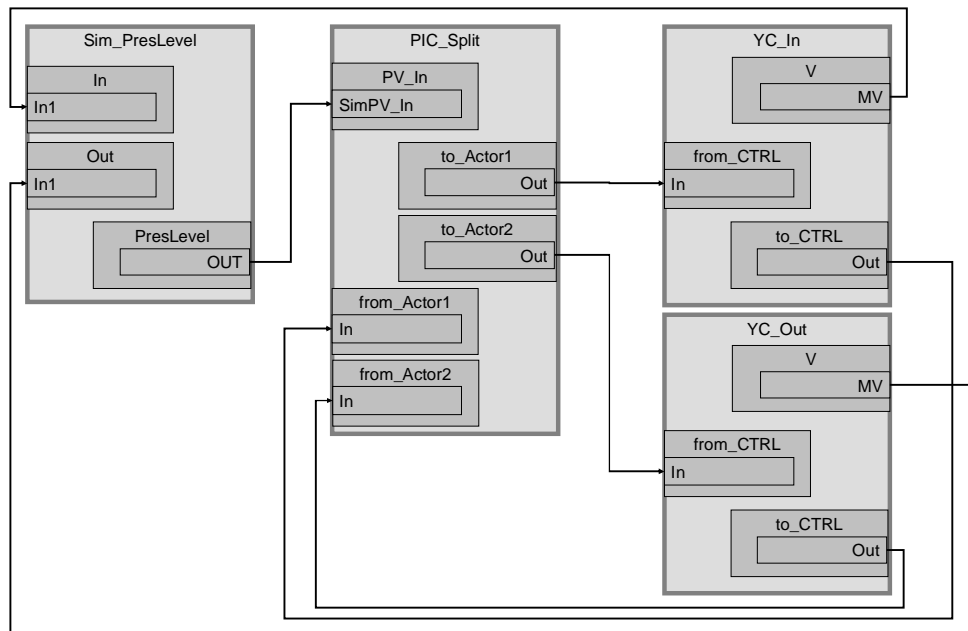 Sim_PresLevel
In
In1
Out
In1
PresLevel
OUT
PIC_Split
PV_In
SimPV_In
to_Actor1
Out
to_Actor2
Out
from_Actor1
In
from_Actor2
In
YC_In
V
MV
from_CTRL
In
to_CTRL
Out
YC_Out
V
MV
from_CTRL
In
to_CTRL
Out